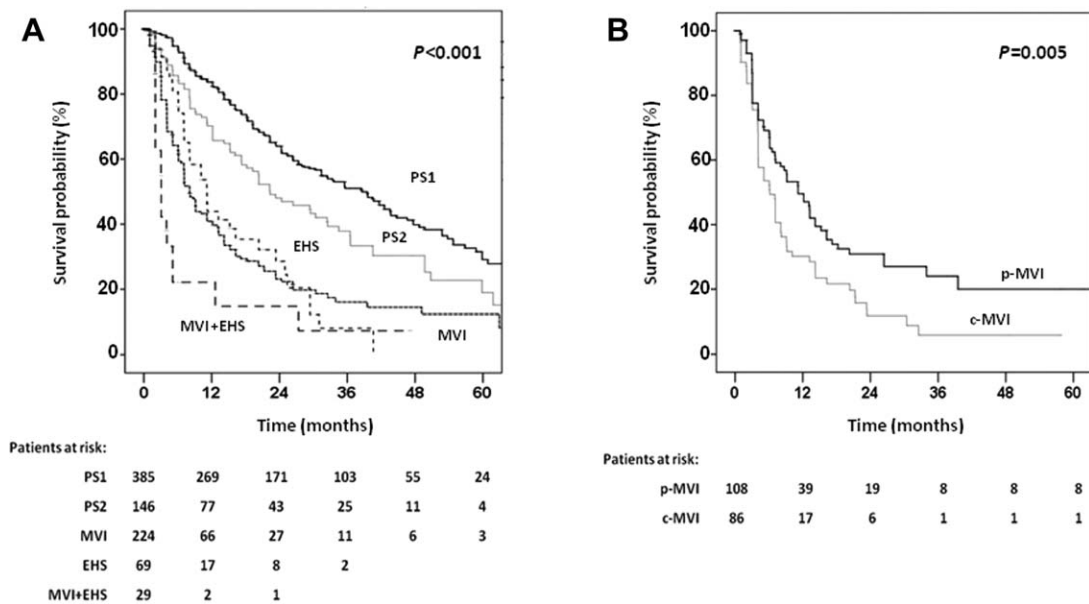 A
P<0.001
Survival probability (%)
100
80
60
40
20
0
PS1
PS2
EHS
MVI+EHS
MVI
0 12 24 36 48 60
Time (months)
Patients at risk:
PS1 385 269 171 103 55 24
PS2 146 77 43 25 11 4
MVI 224 66 27 11 6 3
EHS 69 17 8 2
MVI+EHS 29 2 1
B
P=0.005
Survival probability (%)
100
80
60
40
20
0
p-MVI
c-MVI
0 12 24 36 48 60
Time (months)
Patients at risk:
p-MVI 108 39 19 8 8 8
c-MVI 86 17 6 1 1 1